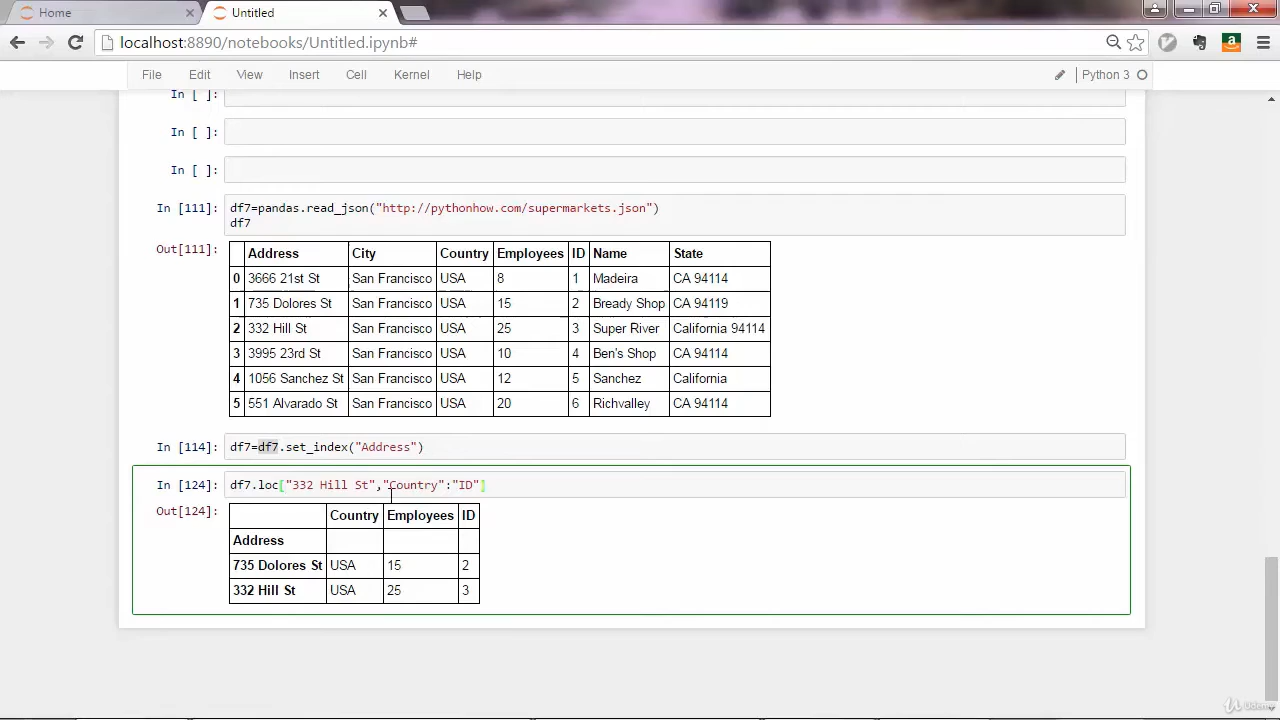 Home
Untitled
localhost:8890/notebooks/Untitled.ipynb#
File Edit View Insert Cell Kernel Help
Python 3
In [ ]:
In [ ]:
In [ ]:
In [111]: df7=pandas.read_json("http://pythonhow.com/supermarkets.json")
df7
Out[111]:
Address City Country Employees ID Name State
0 3666 21st St San Francisco USA 8 1 Madeira CA 94114
1 735 Dolores St San Francisco USA 15 2 Bready Shop CA 94119
2 332 Hill St San Francisco USA 25 3 Super River California 94114
3 3995 23rd St San Francisco USA 10 4 Ben's Shop CA 94114
4 1056 Sanchez St San Francisco USA 12 5 Sanchez California
5 551 Alvarado St San Francisco USA 20 6 Richvalley CA 94114
In [114]: df7=df7.set_index("Address")
In [124]: df7.loc["332 Hill St","Country":"ID"]
Out[124]:
Country Employees ID
Address
735 Dolores St USA 15 2
332 Hill St USA 25 3
Udemy